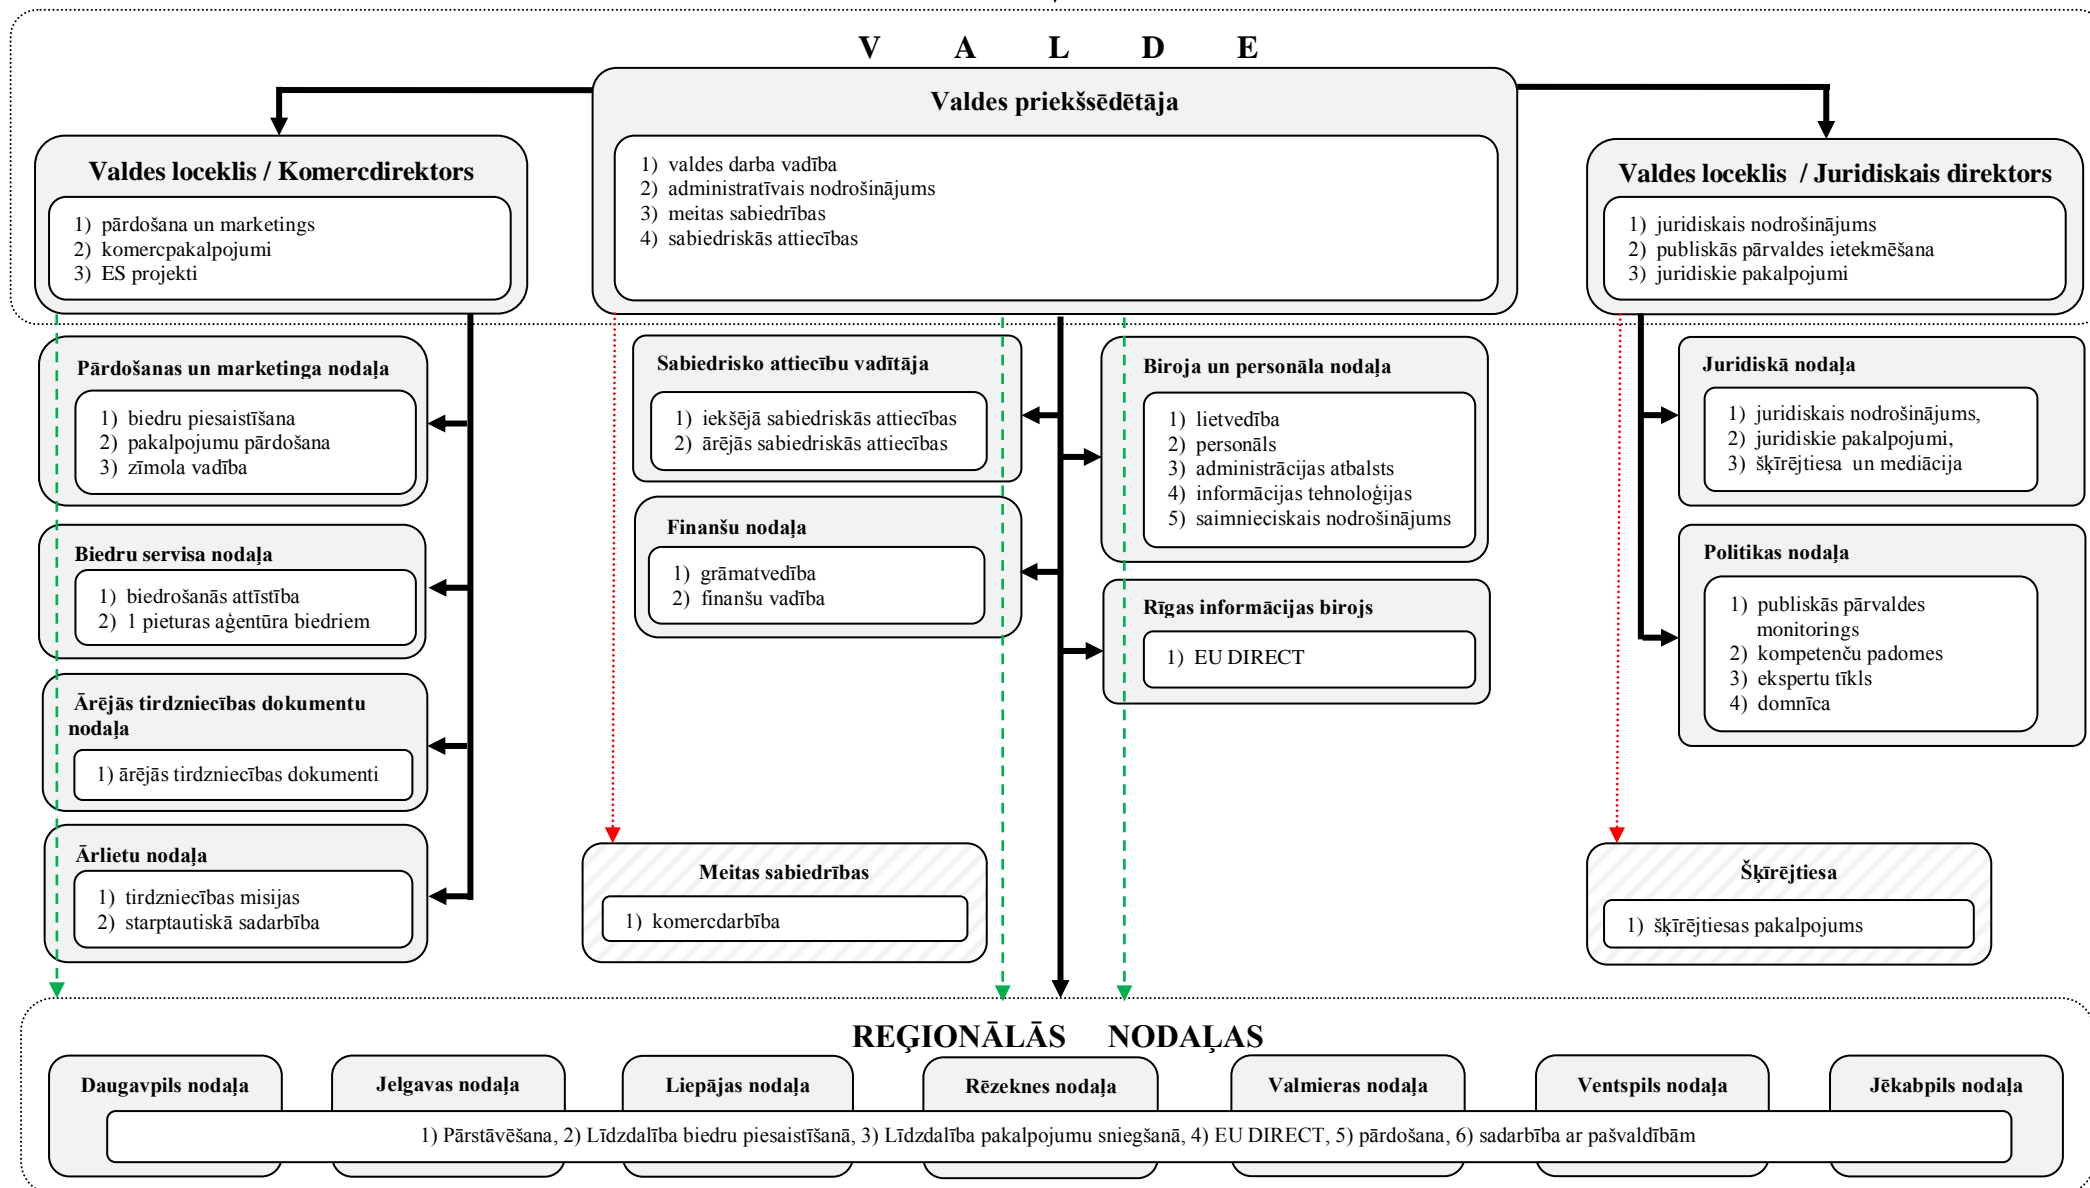 V A L D E
Valdes priekšsēdētāja
1) valdes darba vadība
2) administratīvais nodrošinājums
3) meitas sabiedrības
4) sabiedriskās attiecības
Valdes loceklis / Komercdirektors
1) pārdošana un marketings
2) komercpakalpojumi
3) ES projekti
Valdes loceklis / Juridiskais direktors
1) juridiskais nodrošinājums
2) publiskās pārvaldes ietekmēšana
3) juridiskie pakalpojumi
Pārdošanas un marketinga nodaļa
1) biedru piesaistīšana
2) pakalpojumu pārdošana
3) zīmola vadība
Biedru servisa nodaļa
1) biedrošanās attīstība
2) 1 pieturas aģentūra biedriem
Ārējās tirdzniecības dokumentu
nodaļa
1) ārējās tirdzniecības dokumenti
Ārlietu nodaļa
1) tirdzniecības misijas
2) starptautiskā sadarbība
Sabiedrisko attiecību vadītāja
1) iekšējā sabiedriskās attiecības
2) ārējās sabiedriskās attiecības
Finanšu nodaļa
1) grāmatvedība
2) finanšu vadība
Biroja un personāla nodaļa
1) lietvedība
2) personāls
3) administrācijas atbalsts
4) informācijas tehnoloģijas
5) saimnieciskais nodrošinājums
Rīgas informācijas birojs
1) EU DIRECT
Juridiskā nodaļa
1) juridiskais nodrošinājums,
2) juridiskie pakalpojumi,
3) šķīrējtiesa un mediācija
Politikas nodaļa
1) publiskās pārvaldes
monitorings
2) kompetenču padomes
3) ekspertu tīkls
4) domnīca
Meitas sabiedrības
1) komercdarbība
Šķīrējtiesa
1) šķīrējtiesas pakalpojums
REĢIONĀLĀS NODAĻAS
Daugavpils nodaļa
Jelgavas nodaļa
Liepājas nodaļa
Rēzeknes nodaļa
Valmieras nodaļa
Ventspils nodaļa
Jēkabpils nodaļa
1) Pārstāvēšana, 2) Līdzdalība biedru piesaistīšanā, 3) Līdzdalība pakalpojumu sniegšanā, 4) EU DIRECT, 5) pārdošana, 6) sadarbība ar pašvaldībām